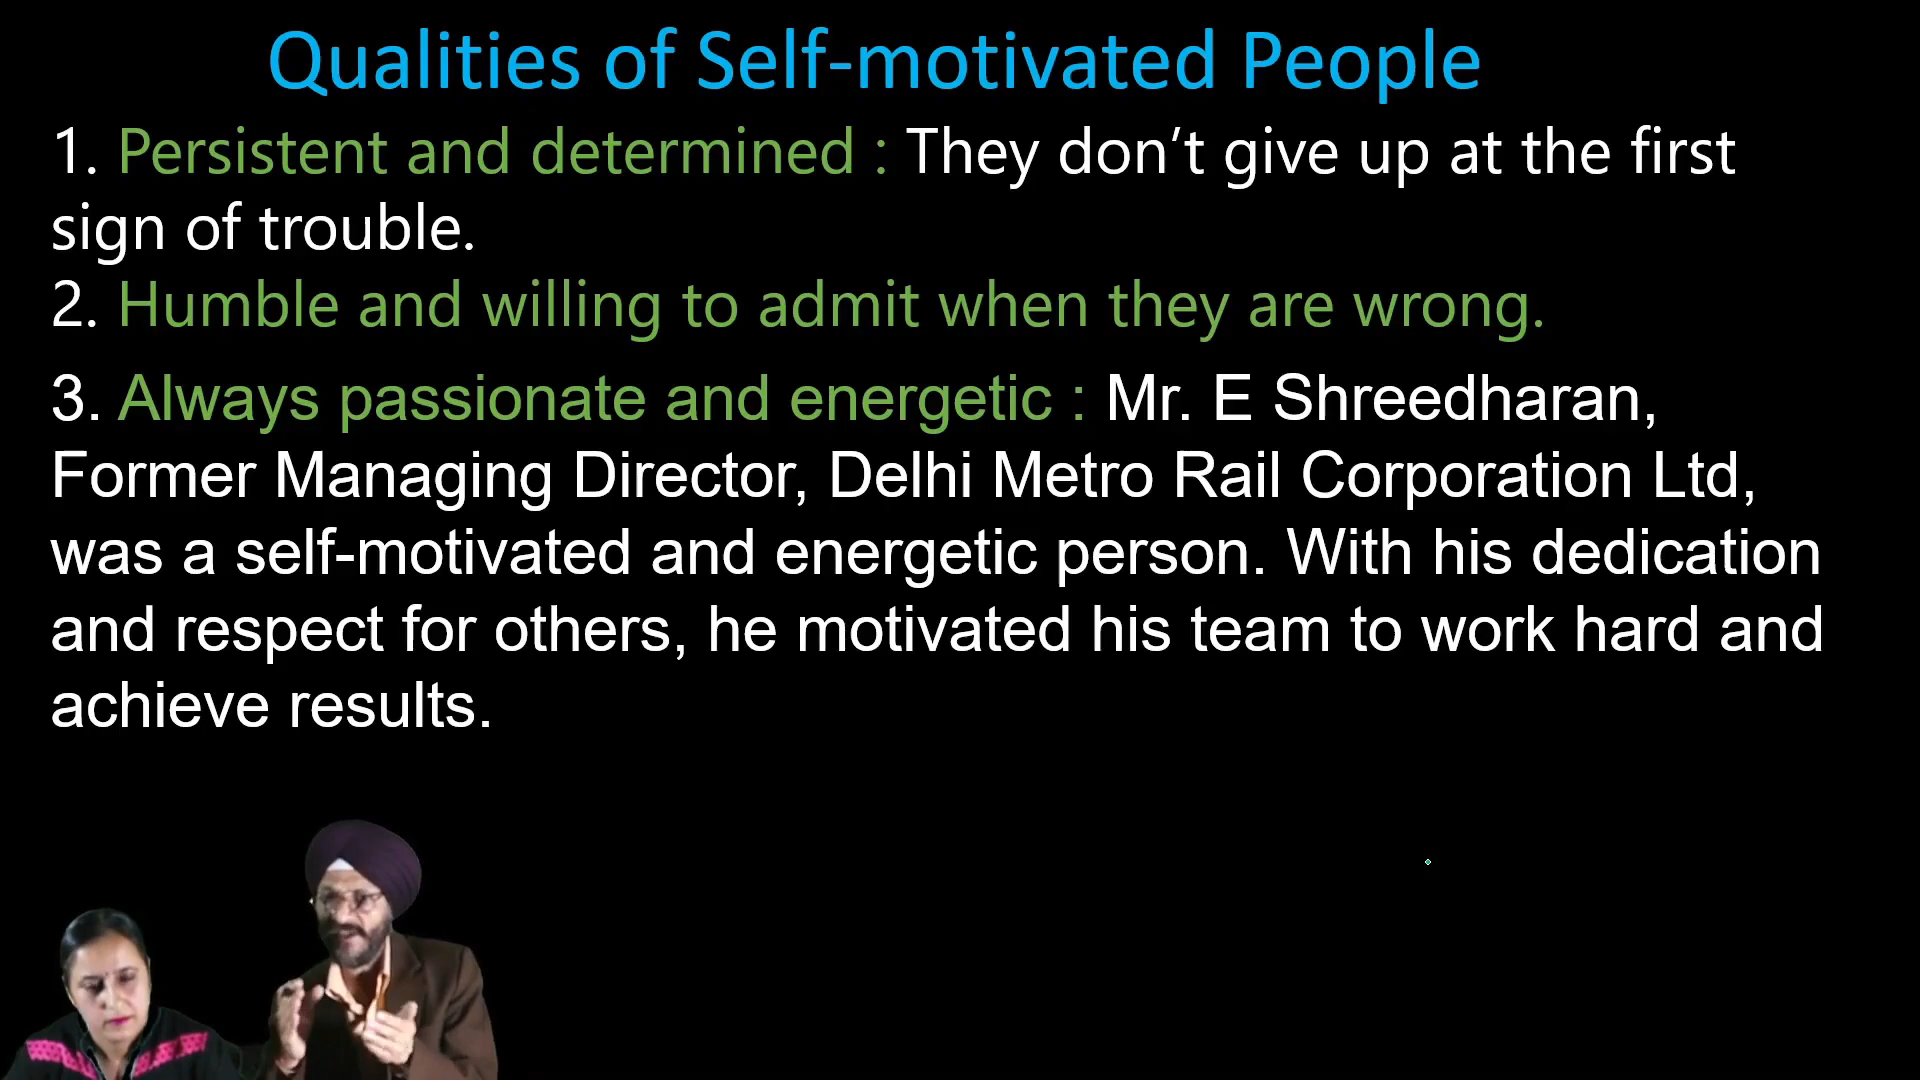 Qualities of Self-motivated People
1. Persistent and determined : They don’t give up at the first
sign of trouble.
2. Humble and willing to admit when they are wrong.
3. Always passionate and energetic : Mr. E Shreedharan,
Former Managing Director, Delhi Metro Rail Corporation Ltd,
was a self-motivated and energetic person. With his dedication
and respect for others, he motivated his team to work hard and
achieve results.